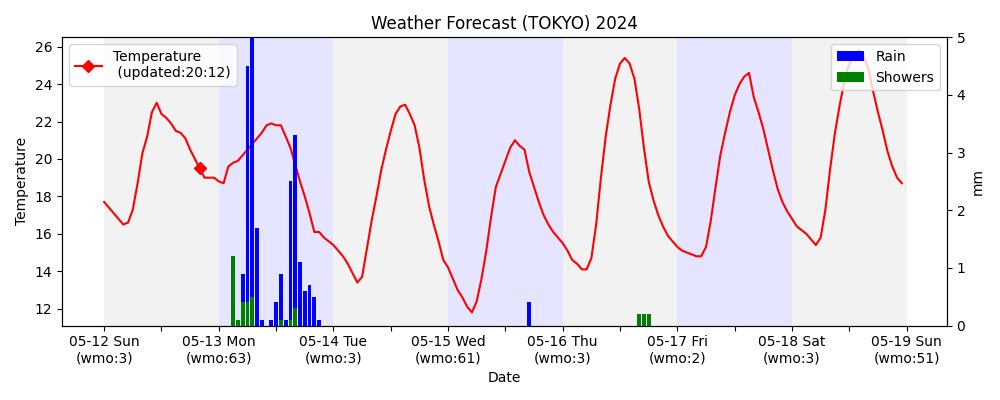 Weather Forecast (TOKYO) 2024
Temperature
(updated:20:12)
Rain
Showers
26
24
22
20
18
16
14
12
Temperature
5
4
3
2
1
0
mm
05-12 Sun
(wmo:3)
05-13 Mon
(wmo:63)
05-14 Tue
(wmo:3)
05-15 Wed
(wmo:61)
05-16 Thu
(wmo:3)
05-17 Fri
(wmo:2)
05-18 Sat
(wmo:3)
05-19 Sun
(wmo:51)
Date